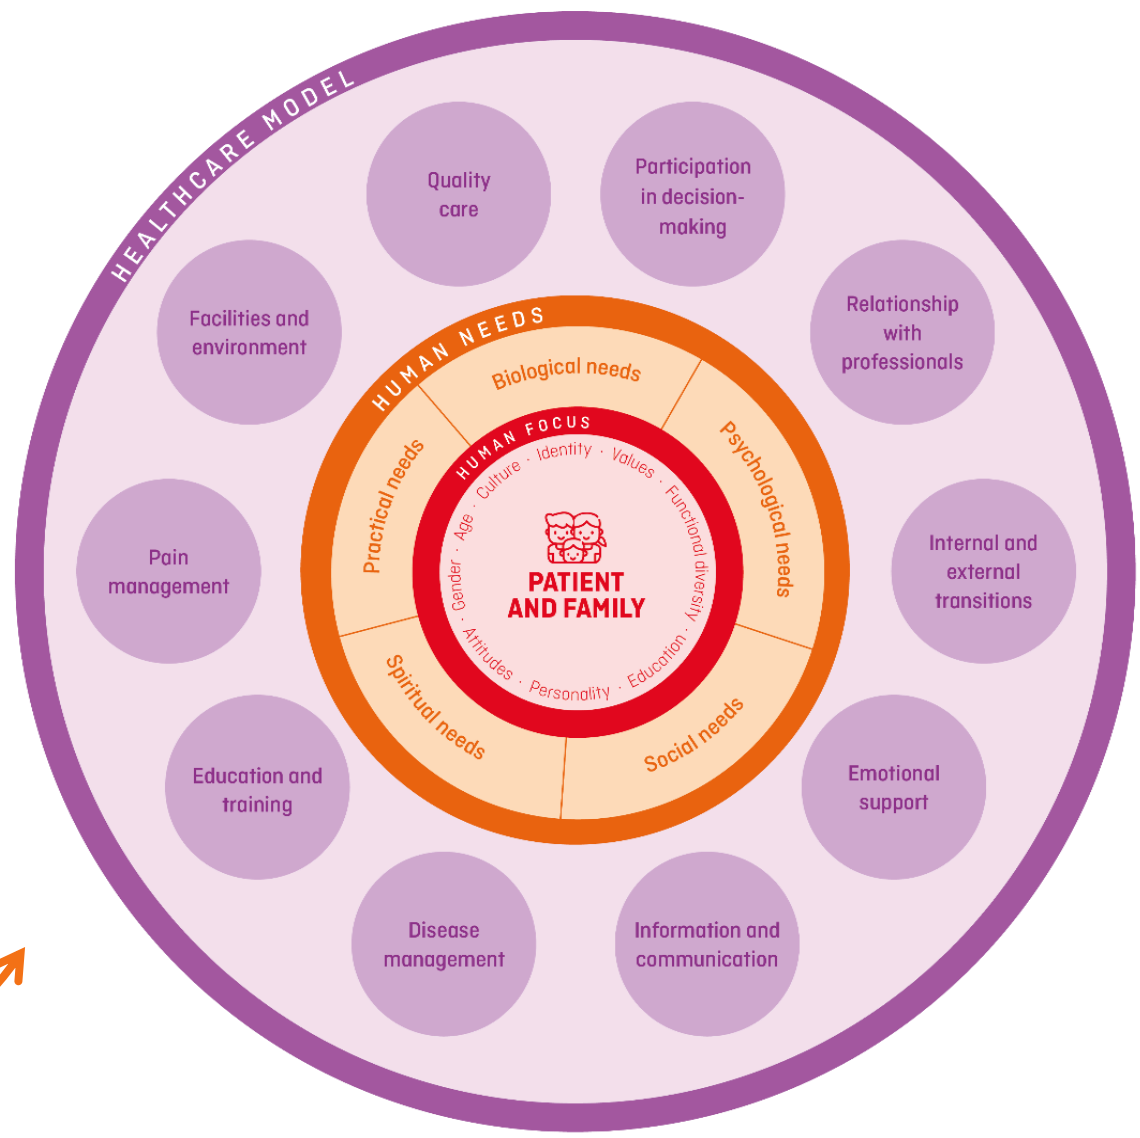 HEALTHCARE MODEL
Quality
care
Participation
in decision-
making
Relationship
with
professionals
Internal and
external
transitions
Emotional
support
Information and
communication
Disease
management
Education and
training
Pain
management
Facilities and
environment
HUMAN NEEDS
Biological needs
Psychological needs
Social needs
Spiritual needs
Practical needs
HUMAN FOCUS
Age · Culture · Identity · Values · Functional diversity · Education · Personality · Attitudes · Gender ·
PATIENT
AND FAMILY